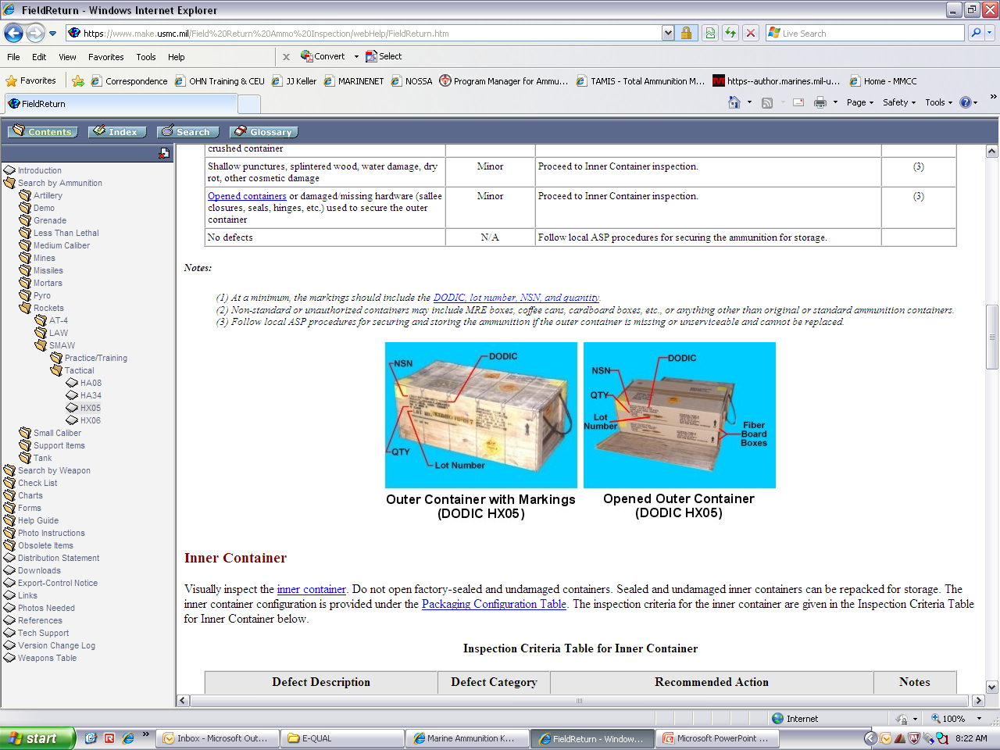 FieldReturn - Windows Internet Explorer
https://www.make.usmc.mil/Field%20Return%20Ammo%20Inspection/webHelp/FieldReturn.htm
Live Search
File Edit View Favorites Tools Help
x Convert Select
Favorites Correspondence OHN Training & CEU JJ Keller MARINENET NOSSA Program Manager for Ammu... TAMIS - Total Ammunition M... https--author.marines.mil-u... Home - MMCC
FieldReturn
Page Safety Tools
Contents Index Search Glossary
Introduction
Search by Ammunition
Artillery
Demo
Grenade
Less Than Lethal
Medium Caliber
Mines
Missiles
Mortars
Pyro
Rockets
AT-4
LAW
SMAW
Practice/Training
Tactical
HA08
HA34
HX05
HX06
Small Caliber
Support Items
Tank
Search by Weapon
Check List
Charts
Forms
Help Guide
Photo Instructions
Obsolete Items
Distribution Statement
Downloads
Export-Control Notice
Links
Photos Needed
References
Tech Support
Version Change Log
Weapons Table
crushed container
Shallow punctures, splintered wood, water damage, dry Minor Proceed to Inner Container inspection. (3)
rot, other cosmetic damage
Opened containers or damaged/missing hardware (sallee Minor Proceed to Inner Container inspection. (3)
closures, seals, hinges, etc.) used to secure the outer
container
No defects N/A Follow local ASP procedures for securing the ammunition for storage.
Notes:
(1) At a minimum, the markings should include the DODIC, lot number, NSN, and quantity.
(2) Non-standard or unauthorized containers may include MRE boxes, coffee cans, cardboard boxes, etc., or anything other than original or standard ammunition containers.
(3) Follow local ASP procedures for securing and storing the ammunition if the outer container is missing or unserviceable and cannot be replaced.
NSN
DODIC
QTY
Lot Number
Outer Container with Markings
(DODIC HX05)
DODIC
NSN
QTY
Lot
Number
Fiber
Board
Boxes
Opened Outer Container
(DODIC HX05)
Inner Container
Visually inspect the inner container. Do not open factory-sealed and undamaged containers. Sealed and undamaged inner containers can be repacked for storage. The
inner container configuration is provided under the Packaging Configuration Table. The inspection criteria for the inner container are given in the Inspection Criteria Table
for Inner Container below.
Inspection Criteria Table for Inner Container
Defect Description Defect Category Recommended Action Notes
Internet 100%
start Inbox - Microsoft Out... E-QUAL Marine Ammunition K... FieldReturn - Window... Microsoft PowerPoint ... 8:22 AM